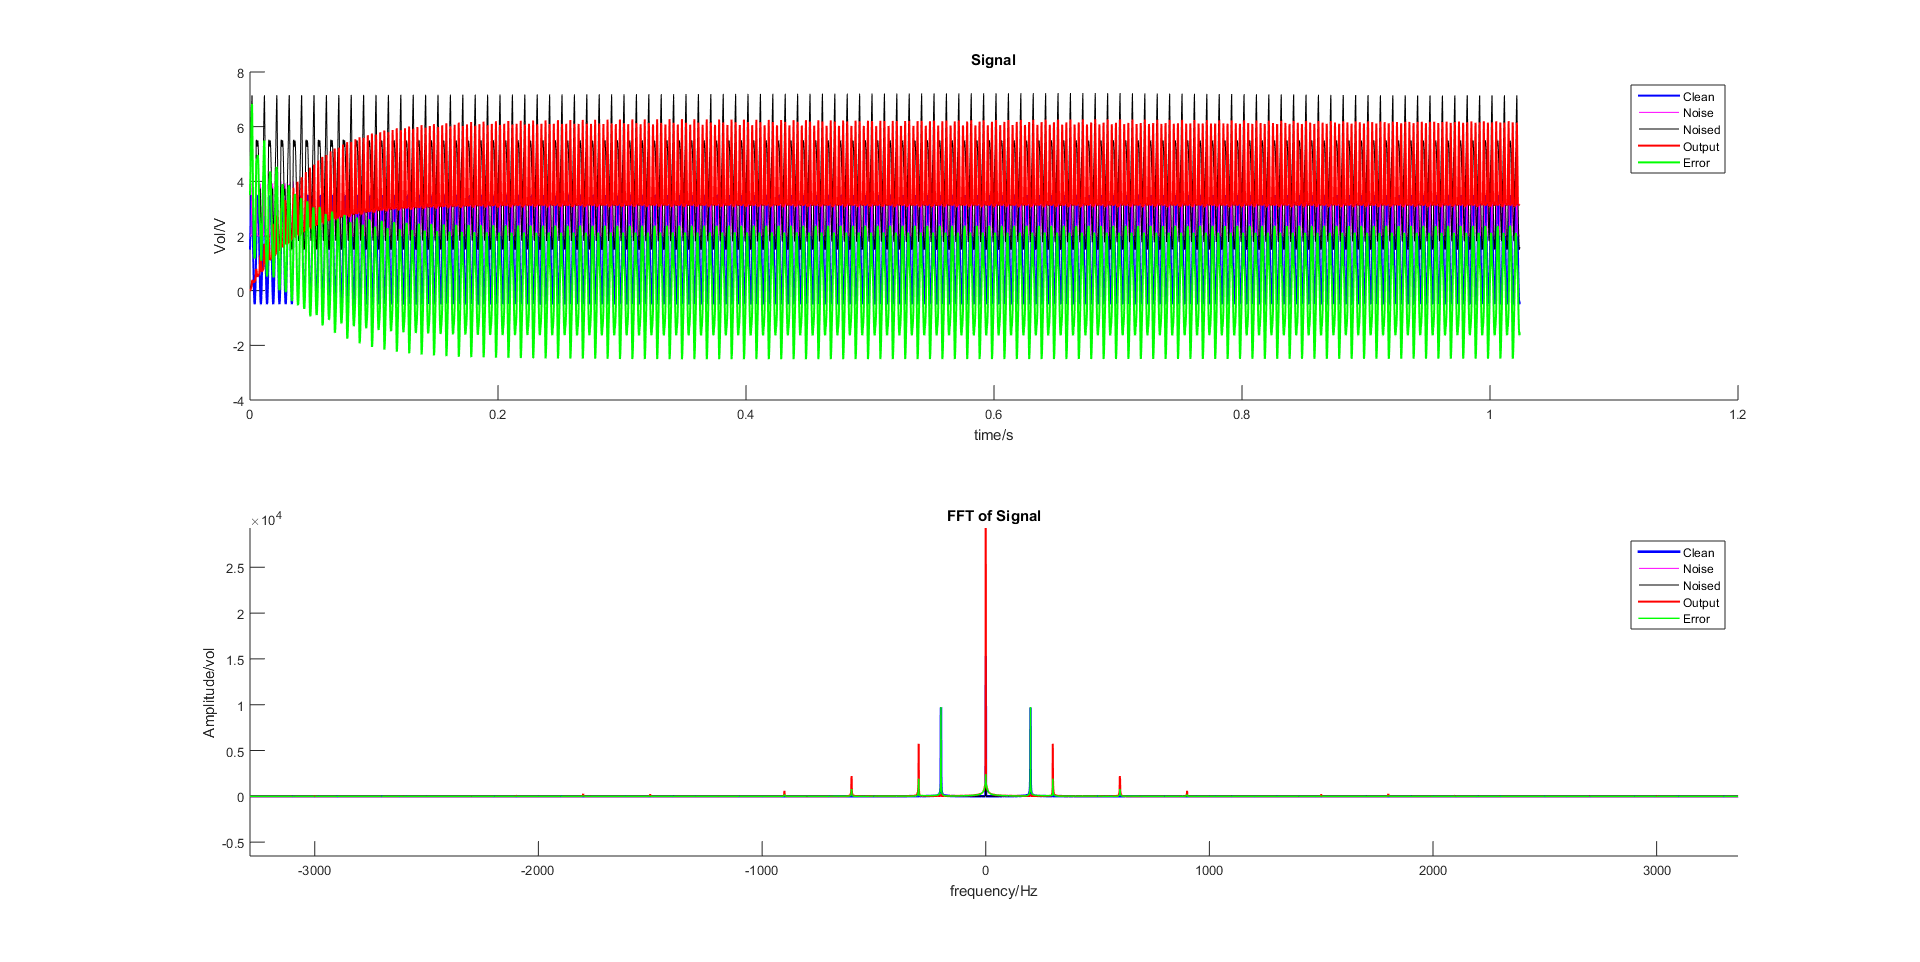 Signal
8
6
4
2
0
-2
-4
Vol/V
0 0.2 0.4 0.6 0.8 1 1.2
time/s
Clean
Noise
Noised
Output
Error
FFT of Signal
×10^4
2.5
2
1.5
1
0.5
0
-0.5
Amplitude/vol
-3000 -2000 -1000 0 1000 2000 3000
frequency/Hz
Clean
Noise
Noised
Output
Error